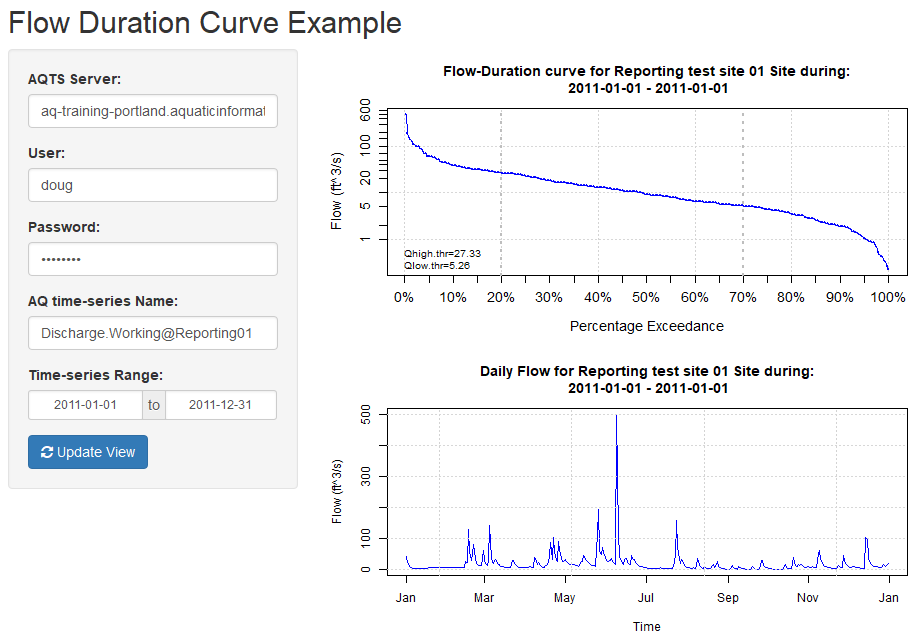 Flow Duration Curve Example
AQTS Server:
aq-training-portland.aquaticinformat
User:
doug
Password:
••••••••
AQ time-series Name:
Discharge.Working@Reporting01
Time-series Range:
2011-01-01 to 2011-12-31
Update View
Flow-Duration curve for Reporting test site 01 Site during:
2011-01-01 - 2011-01-01
Flow (ft^3/s)
600
100
20
5
1
Qhigh.thr=27.33
Qlow.thr=5.26
0% 10% 20% 30% 40% 50% 60% 70% 80% 90% 100%
Percentage Exceedance
Daily Flow for Reporting test site 01 Site during:
2011-01-01 - 2011-01-01
Flow (ft^3/s)
500
300
100
0
Jan Mar May Jul Sep Nov Jan
Time